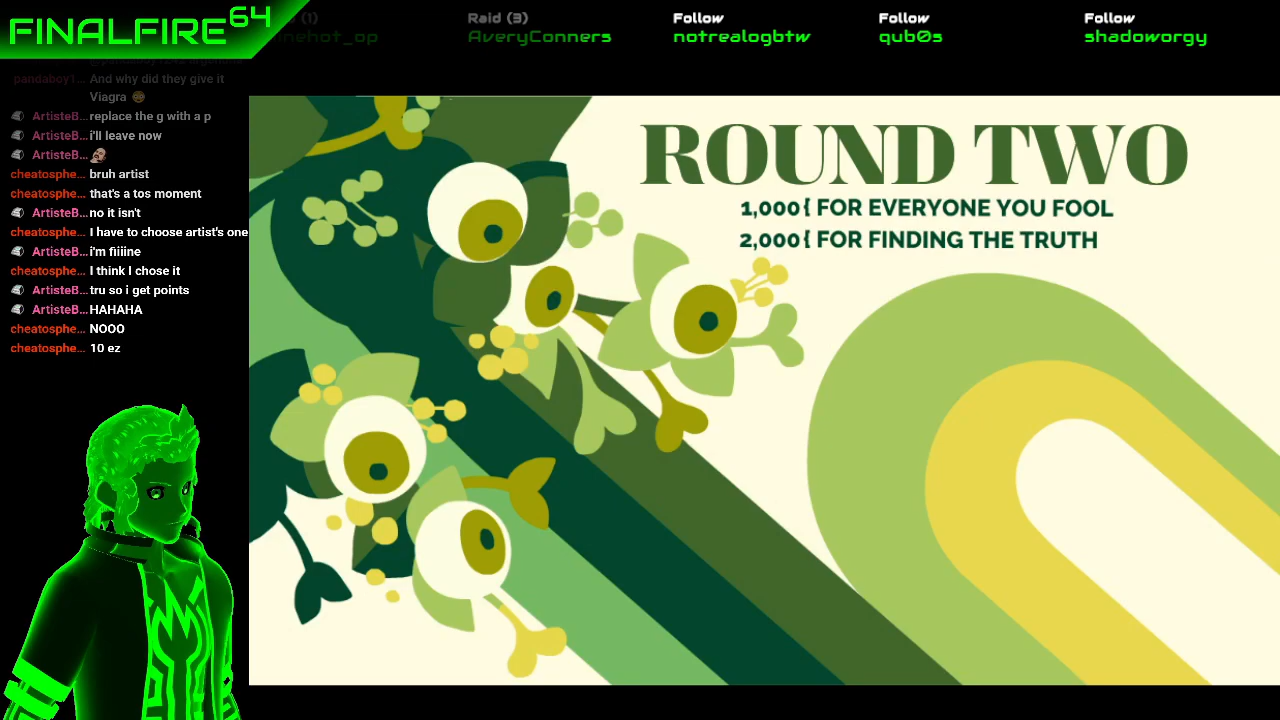 FINALFIRE64
Raid (3)
AveryConners
Follow
notrealogbtw
Follow
qub0s
Follow
shadoworgy
pandaboy1... And why did they give it
Viagra
ArtisteB... replace the g with a p
ArtisteB... i'll leave now
ArtisteB...
cheatosphe... bruh artist
cheatosphe... that's a tos moment
ArtisteB... no it isn't
cheatosphe... I have to choose artist's one
ArtisteB... i'm fiiiine
cheatosphe... I think I chose it
ArtisteB... tru so i get points
ArtisteB... HAHAHA
cheatosphe... NOOO
cheatosphe... 10 ez
ROUND TWO
1,000{ FOR EVERYONE YOU FOOL
2,000{ FOR FINDING THE TRUTH